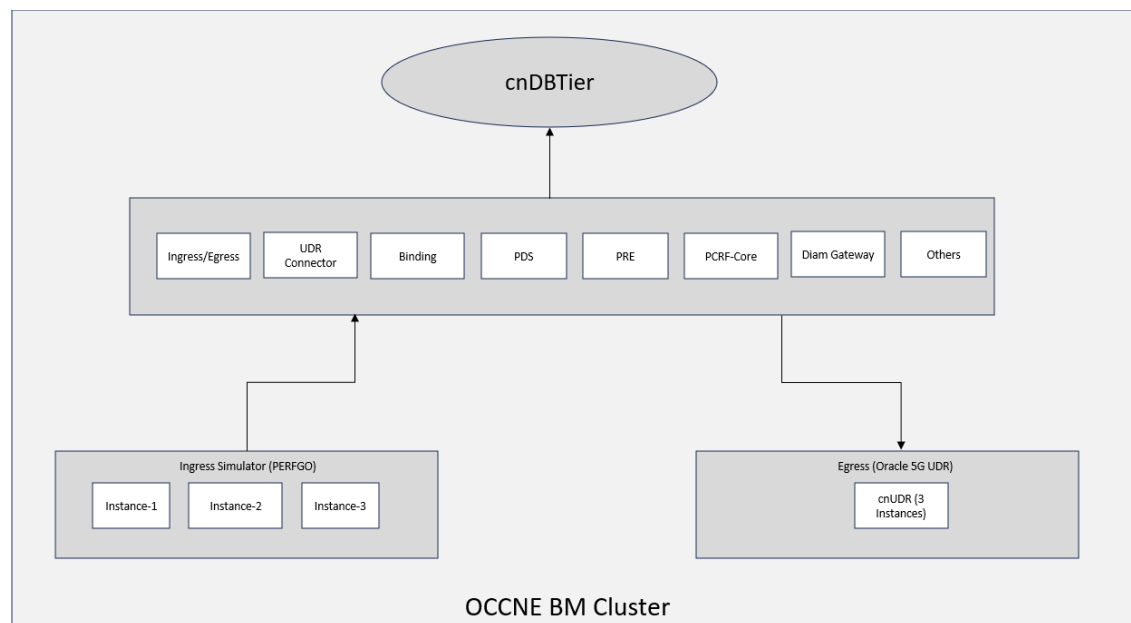 cnDBTier
Ingress/Egress
UDR
Connector
Binding
PDS
PRE
PCRF-Core
Diam Gateway
Others
Ingress Simulator (PERFGO)
Instance-1
Instance-2
Instance-3
Egress (Oracle 5G UDR)
cnUDR (3
Instances)
OCCNE BM Cluster